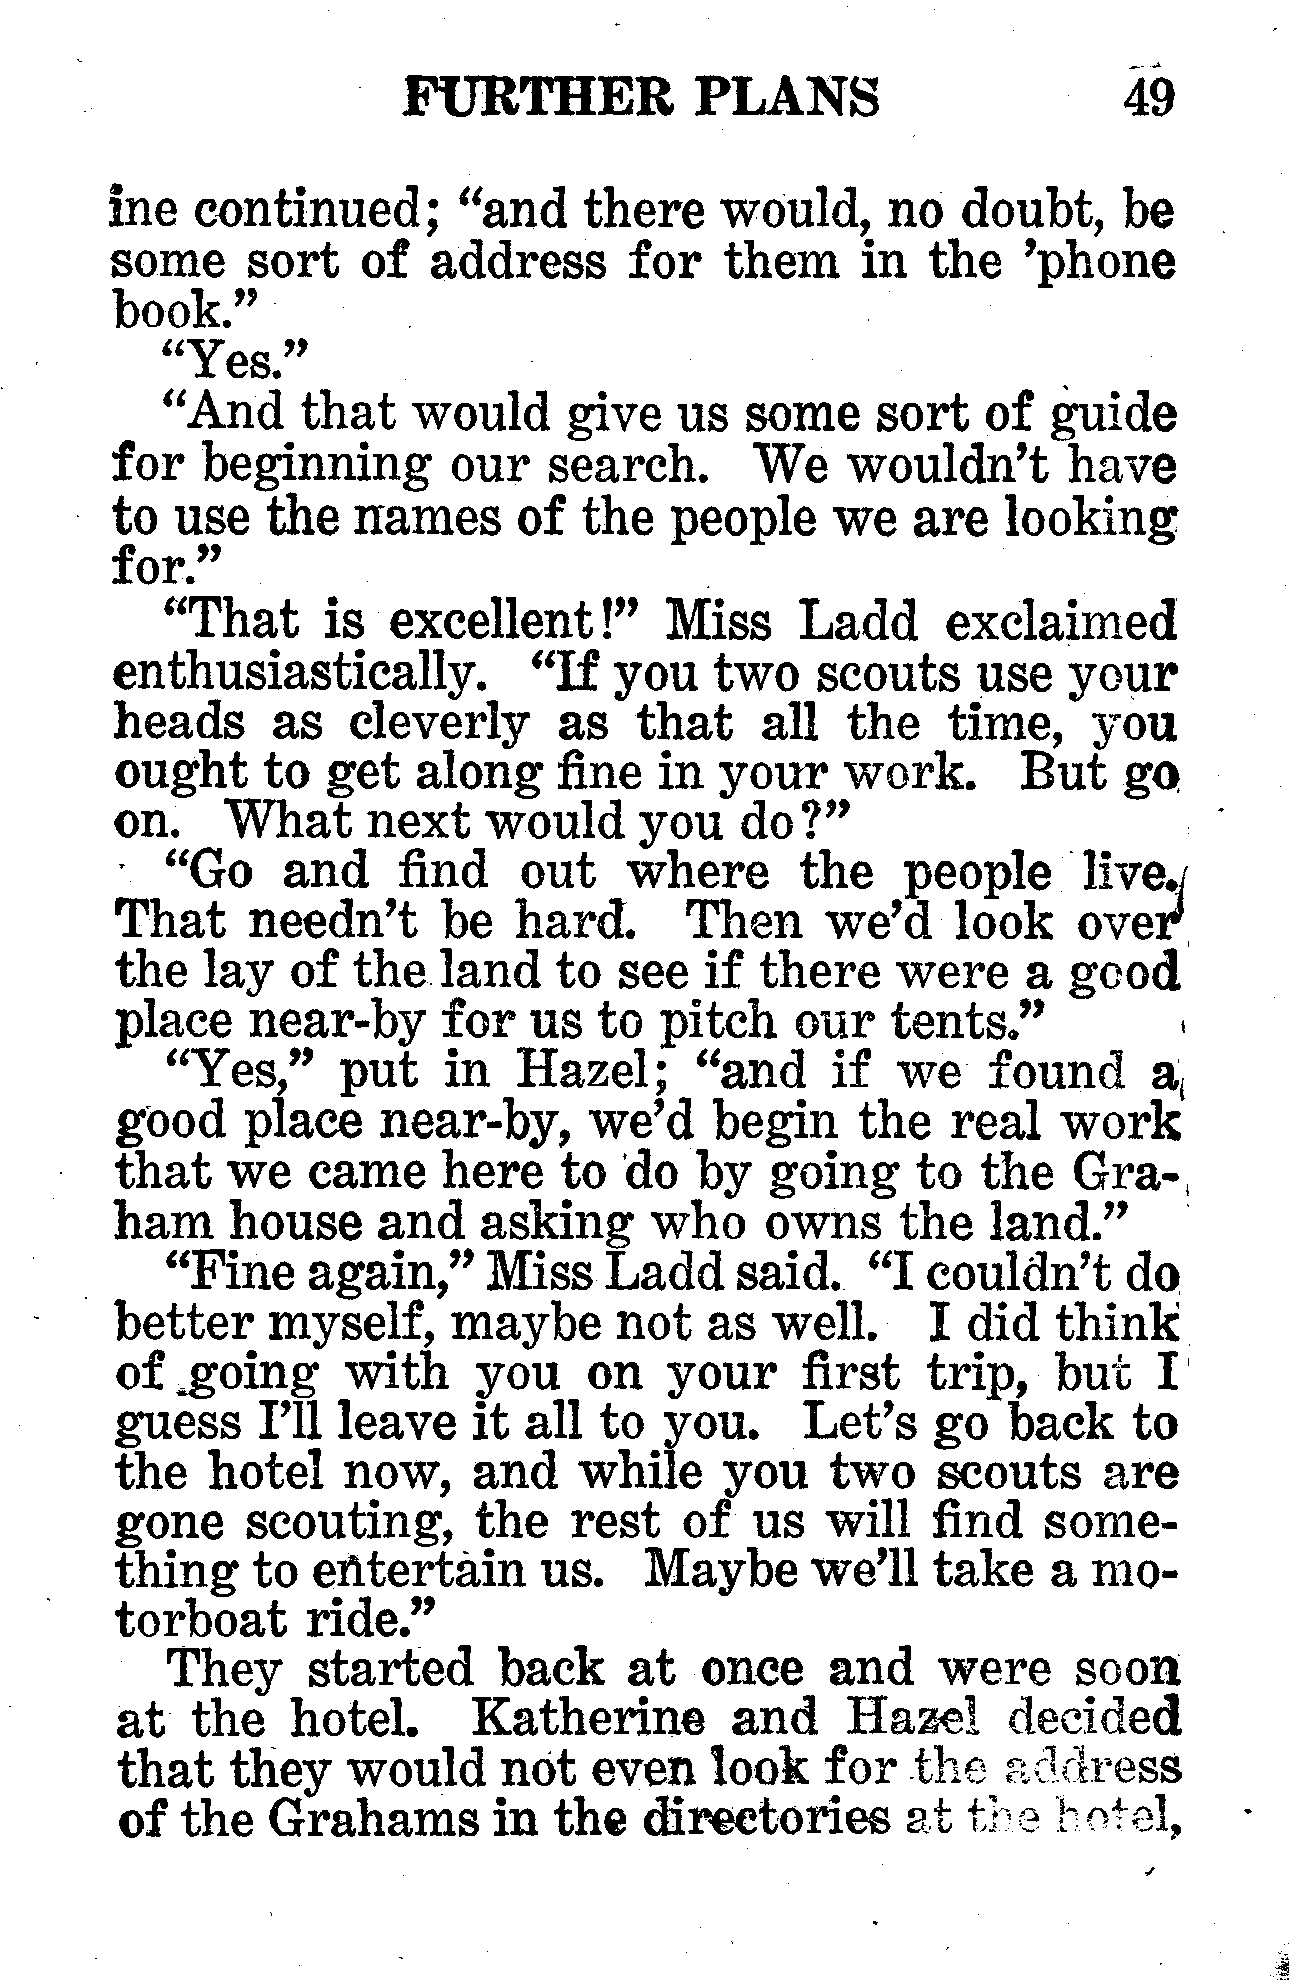 FURTHER PLANS 49
ine continued; “and there would, no doubt, be
some sort of address for them in the ’phone
book.”
“Yes.”
“And that would give us some sort of guide
for beginning our search. We wouldn’t have
to use the names of the people we are looking
for.”
“That is excellent!” Miss Ladd exclaimed
enthusiastically. “If you two scouts use your
heads as cleverly as that all the time, you
ought to get along fine in your work. But go
on. What next would you do?”
“Go and find out where the people live.
That needn’t be hard. Then we’d look over
the lay of the land to see if there were a good
place near-by for us to pitch our tents.”
“Yes,” put in Hazel; “and if we found a
good place near-by, we’d begin the real work
that we came here to do by going to the Gra-
ham house and asking who owns the land.”
“Fine again,” Miss Ladd said. “I couldn’t do
better myself, maybe not as well. I did think
of going with you on your first trip, but I
guess I’ll leave it all to you. Let’s go back to
the hotel now, and while you two scouts are
gone scouting, the rest of us will find some-
thing to entertain us. Maybe we’ll take a mo-
torboat ride.”
They started back at once and were soon
at the hotel. Katherine and Hazel decided
that they would not even look for the address
of the Grahams in the directories at the hotel,